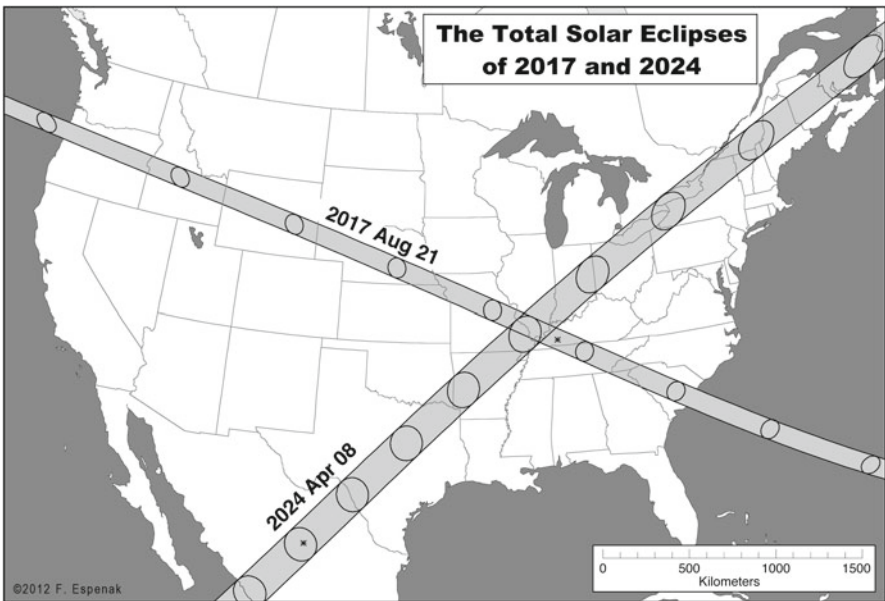 The Total Solar Eclipses
of 2017 and 2024
2017 Aug 21
2024 Apr 08
0 500 1000 1500
Kilometers
©2012 F. Espenak